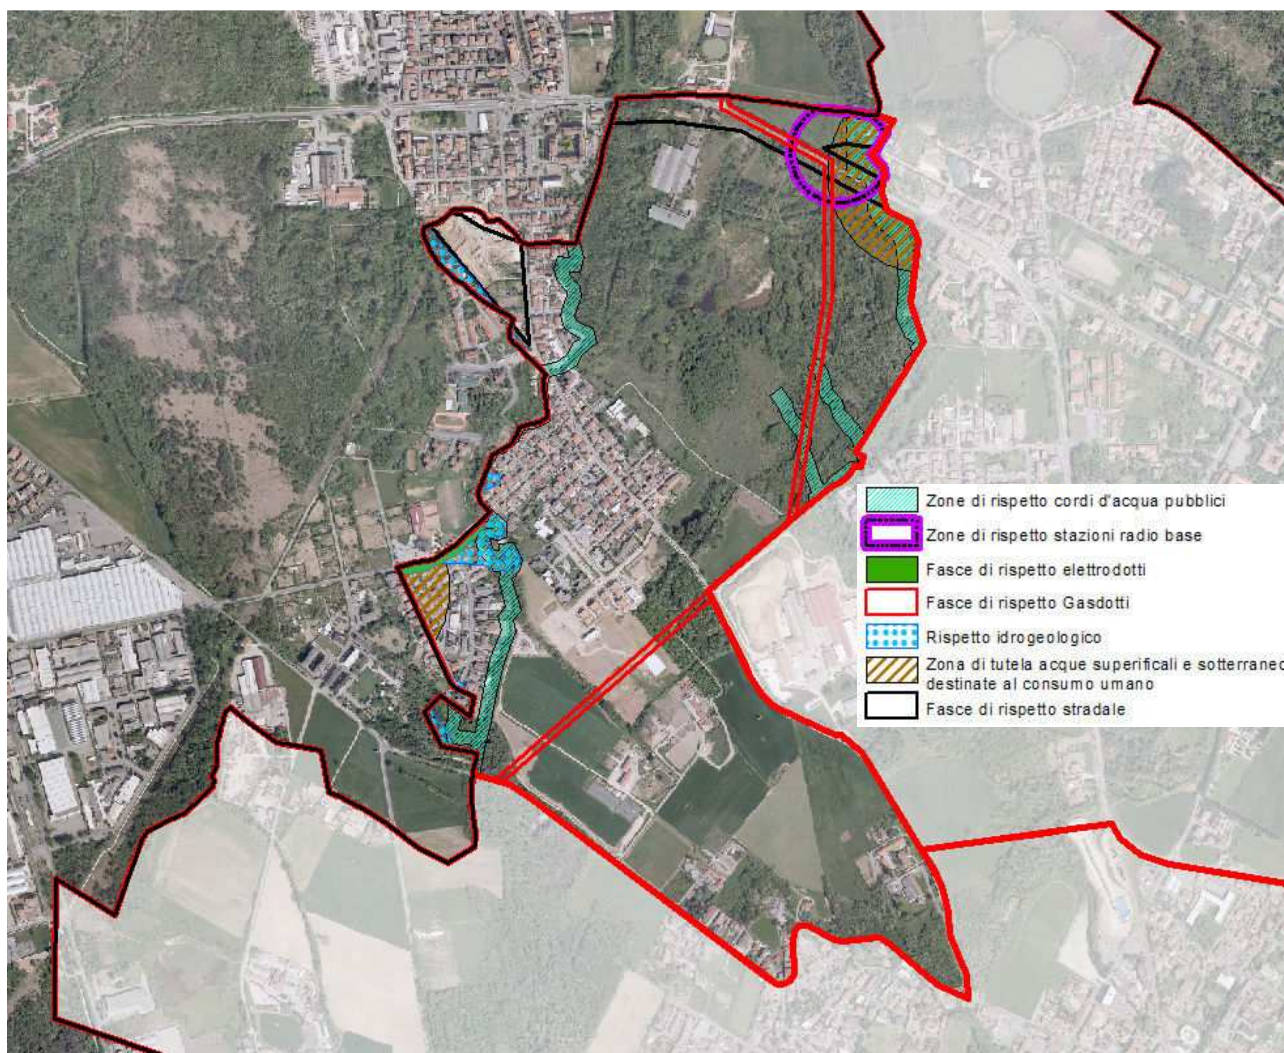 Zone di rispetto cordi d'acqua pubblici
Zone di rispetto stazioni radio base
Fasce di rispetto elettrodotti
Fasce di rispetto Gasdotti
Rispetto idrogeologico
Zona di tutela acque superificali e sotterranec
destinate al consumo umano
Fasce di rispetto stradale